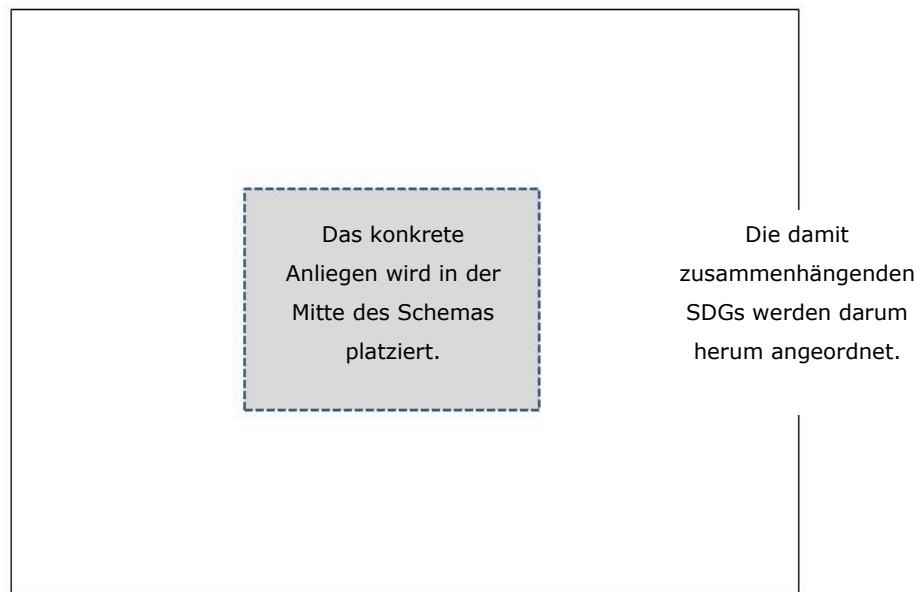 Das konkrete
Anliegen wird in der
Mitte des Schemas
platziert.
Die damit
zusammenhängenden
SDGs werden darum
herum angeordnet.